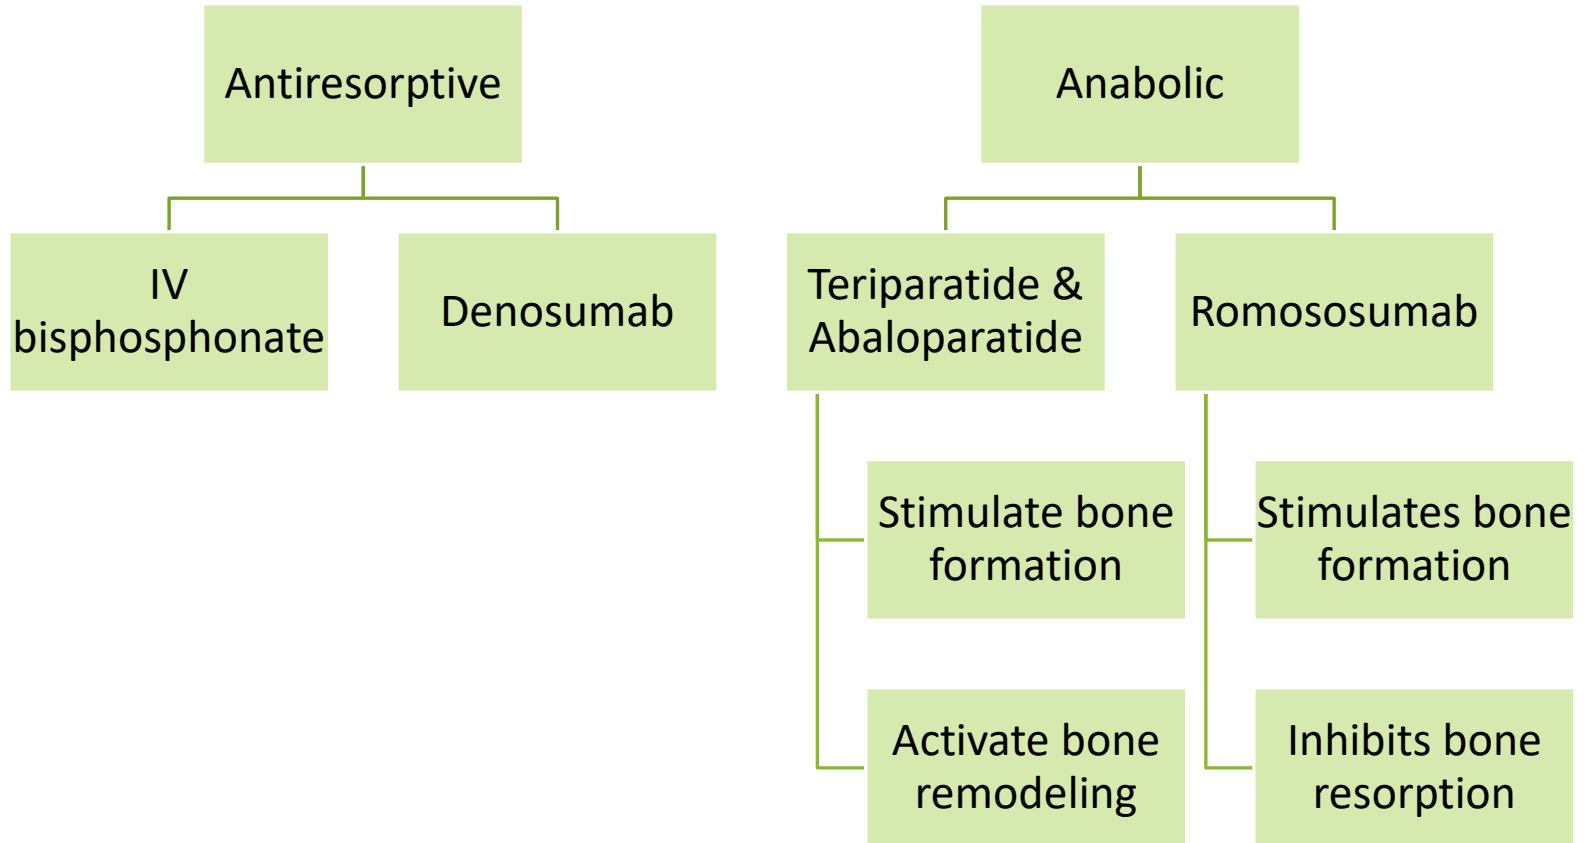 Antiresorptive
IV
bisphosphonate
Denosumab
Anabolic
Teriparatide &
Abaloparatide
Stimulate bone
formation
Activate bone
remodeling
Romososumab
Stimulates bone
formation
Inhibits bone
resorption